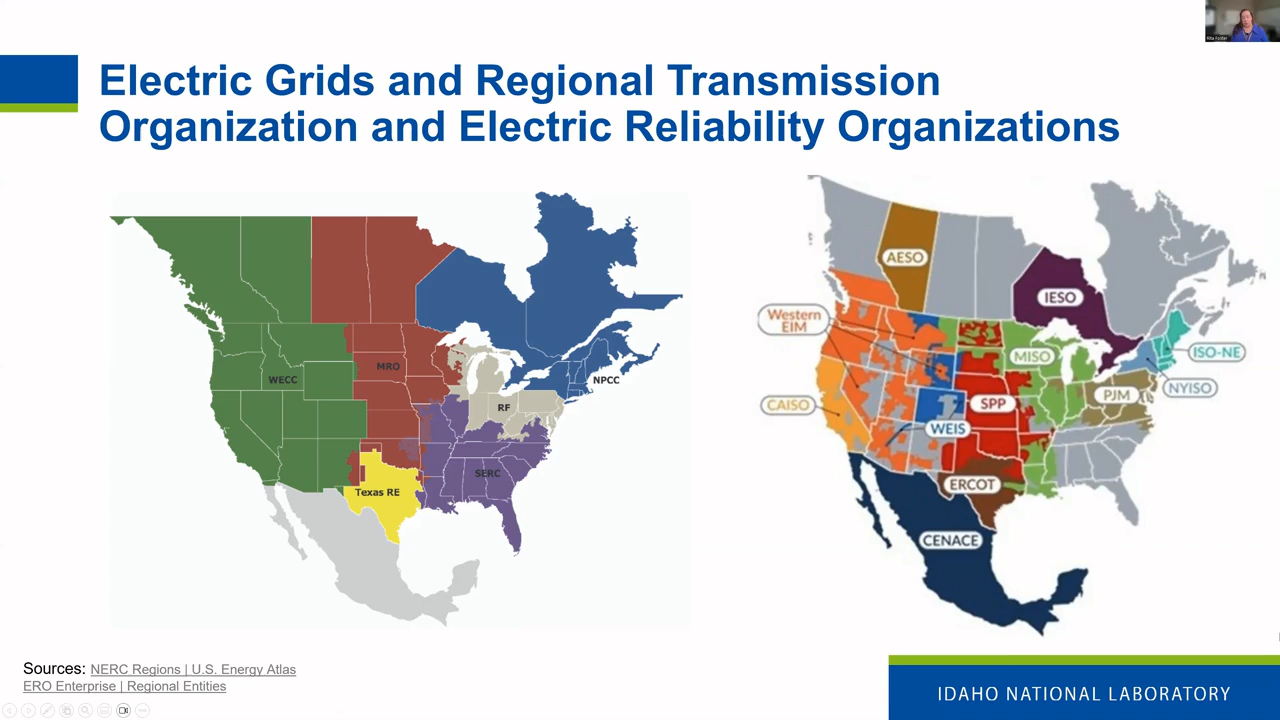 Electric Grids and Regional Transmission
Organization and Electric Reliability Organizations
WECC
MRO
NPCC
RF
SERC
Texas RE
AESO
IESO
Western
EIM
MISO
ISO-NE
NYISO
PJM
CAISO
SPP
WEIS
ERCOT
CENACE
Sources: NERC Regions | U.S. Energy Atlas
ERO Enterprise | Regional Entities
IDAHO NATIONAL LABORATORY